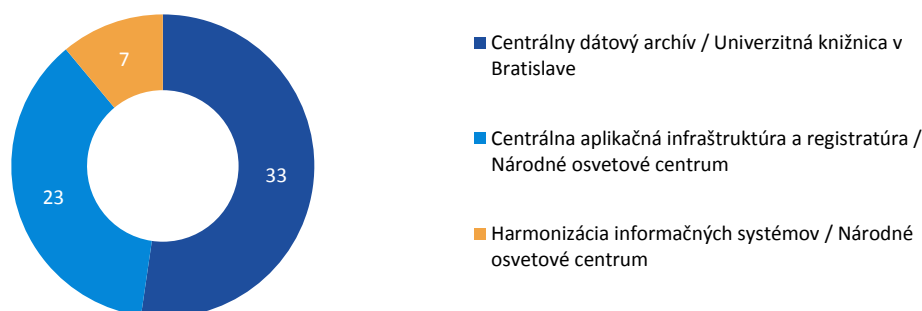 7
33
23
Centrálny dátový archív / Univerzitná knižnica v
Bratislave
Centrálna aplikačná infraštruktúra a registratúra /
Národné osvetové centrum
Harmonizácia informačných systémov / Národné
osvetové centrum